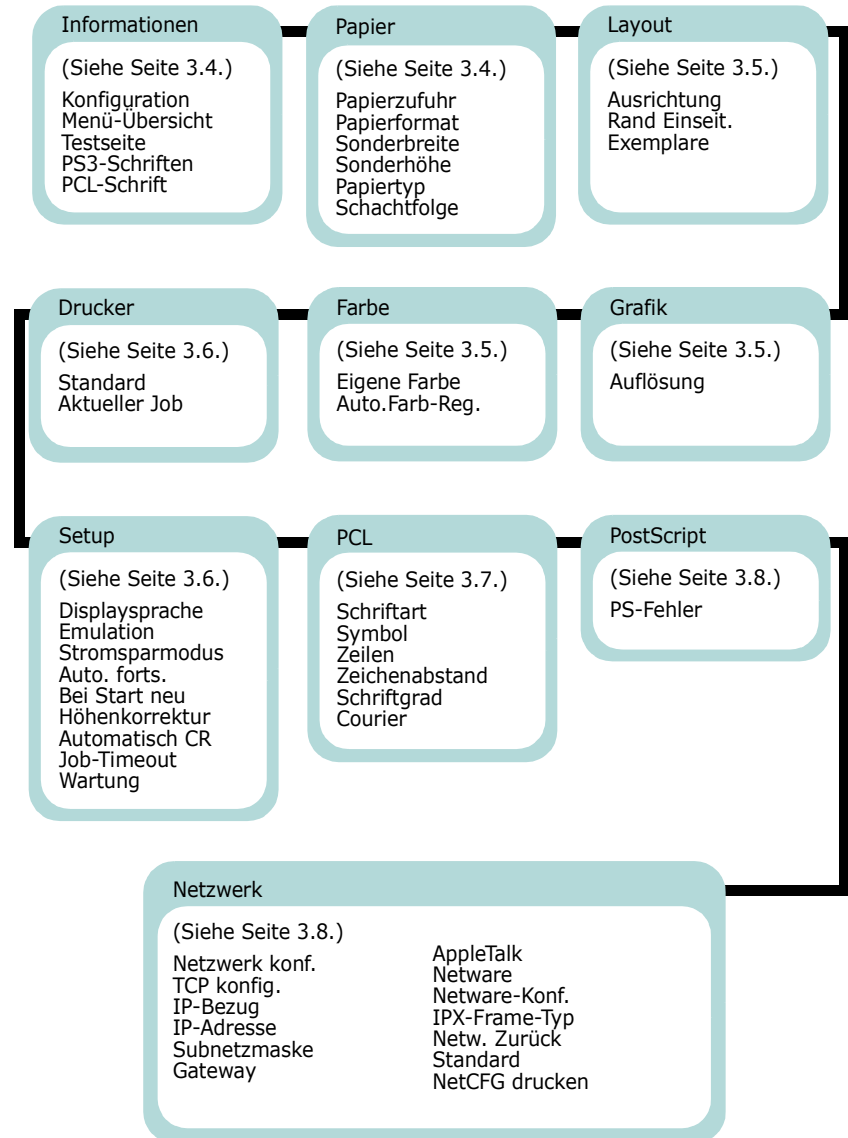 Informationen
(Siehe Seite 3.4.)
Konfiguration
Menü-Übersicht
Testseite
PS3-Schriften
PCL-Schrift
Papier
(Siehe Seite 3.4.)
Papierzufuhr
Papierformat
Sonderbreite
Sonderhöhe
Papiertyp
Schachtfolge
Layout
(Siehe Seite 3.5.)
Ausrichtung
Rand Einseit.
Exemplare
Drucker
(Siehe Seite 3.6.)
Standard
Aktueller Job
Farbe
(Siehe Seite 3.5.)
Eigene Farbe
Auto.Farb-Reg.
Grafik
(Siehe Seite 3.5.)
Auflösung
Setup
(Siehe Seite 3.6.)
Displaysprache
Emulation
Stromsparmodus
Auto. forts.
Bei Start neu
Höhenkorrektur
Automatisch CR
Job-Timeout
Wartung
PCL
(Siehe Seite 3.7.)
Schriftart
Symbol
Zeilen
Zeichenabstand
Schriftgrad
Courier
PostScript
(Siehe Seite 3.8.)
PS-Fehler
Netzwerk
(Siehe Seite 3.8.)
Netzwerk konf.
TCP konfig.
IP-Bezug
IP-Adresse
Subnetzmaske
Gateway
AppleTalk
Netware
Netware-Konf.
IPX-Frame-Typ
Netw. Zurück
Standard
NetCFG drucken